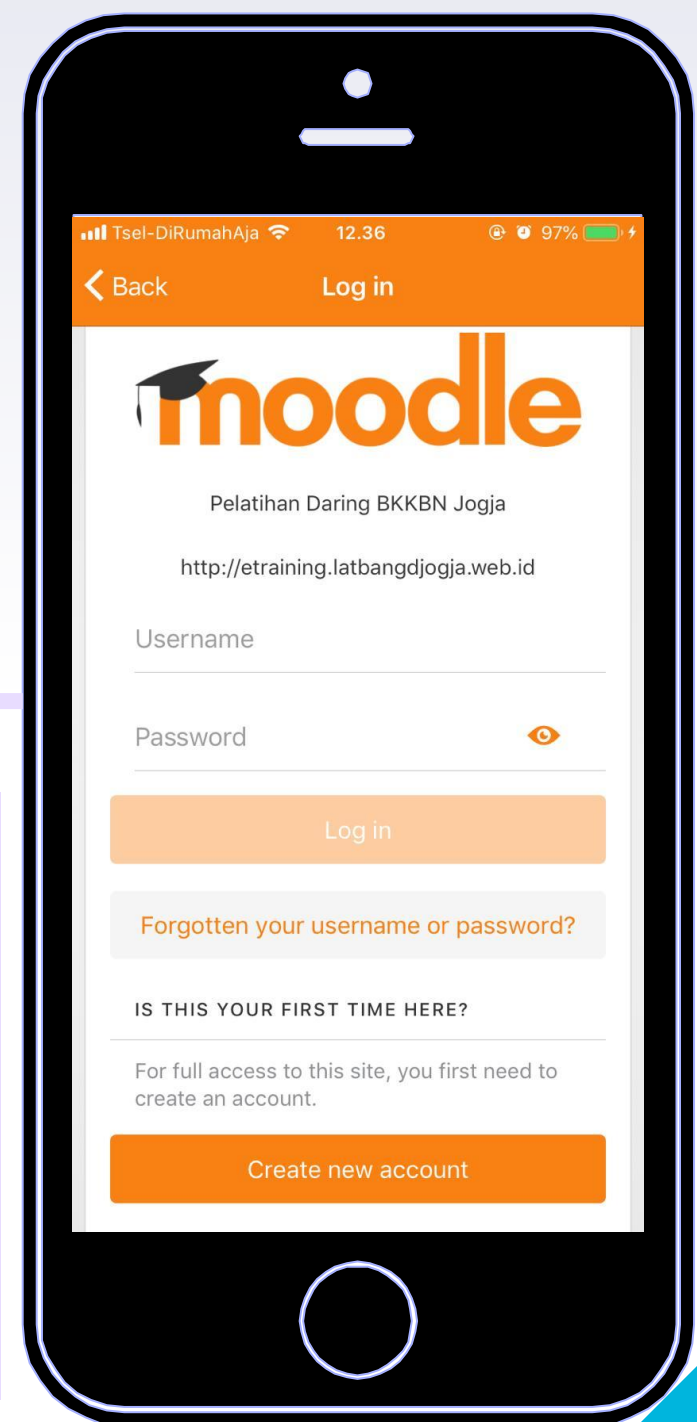 Tsel-DiRumahAja 12.36 97%
Back Log in
moodle
Pelatihan Daring BKKBN Jogja
http://etraining.latbangdjogja.web.id
Username
Password
Log in
Forgotten your username or password?
IS THIS YOUR FIRST TIME HERE?
For full access to this site, you first need to
create an account.
Create new account